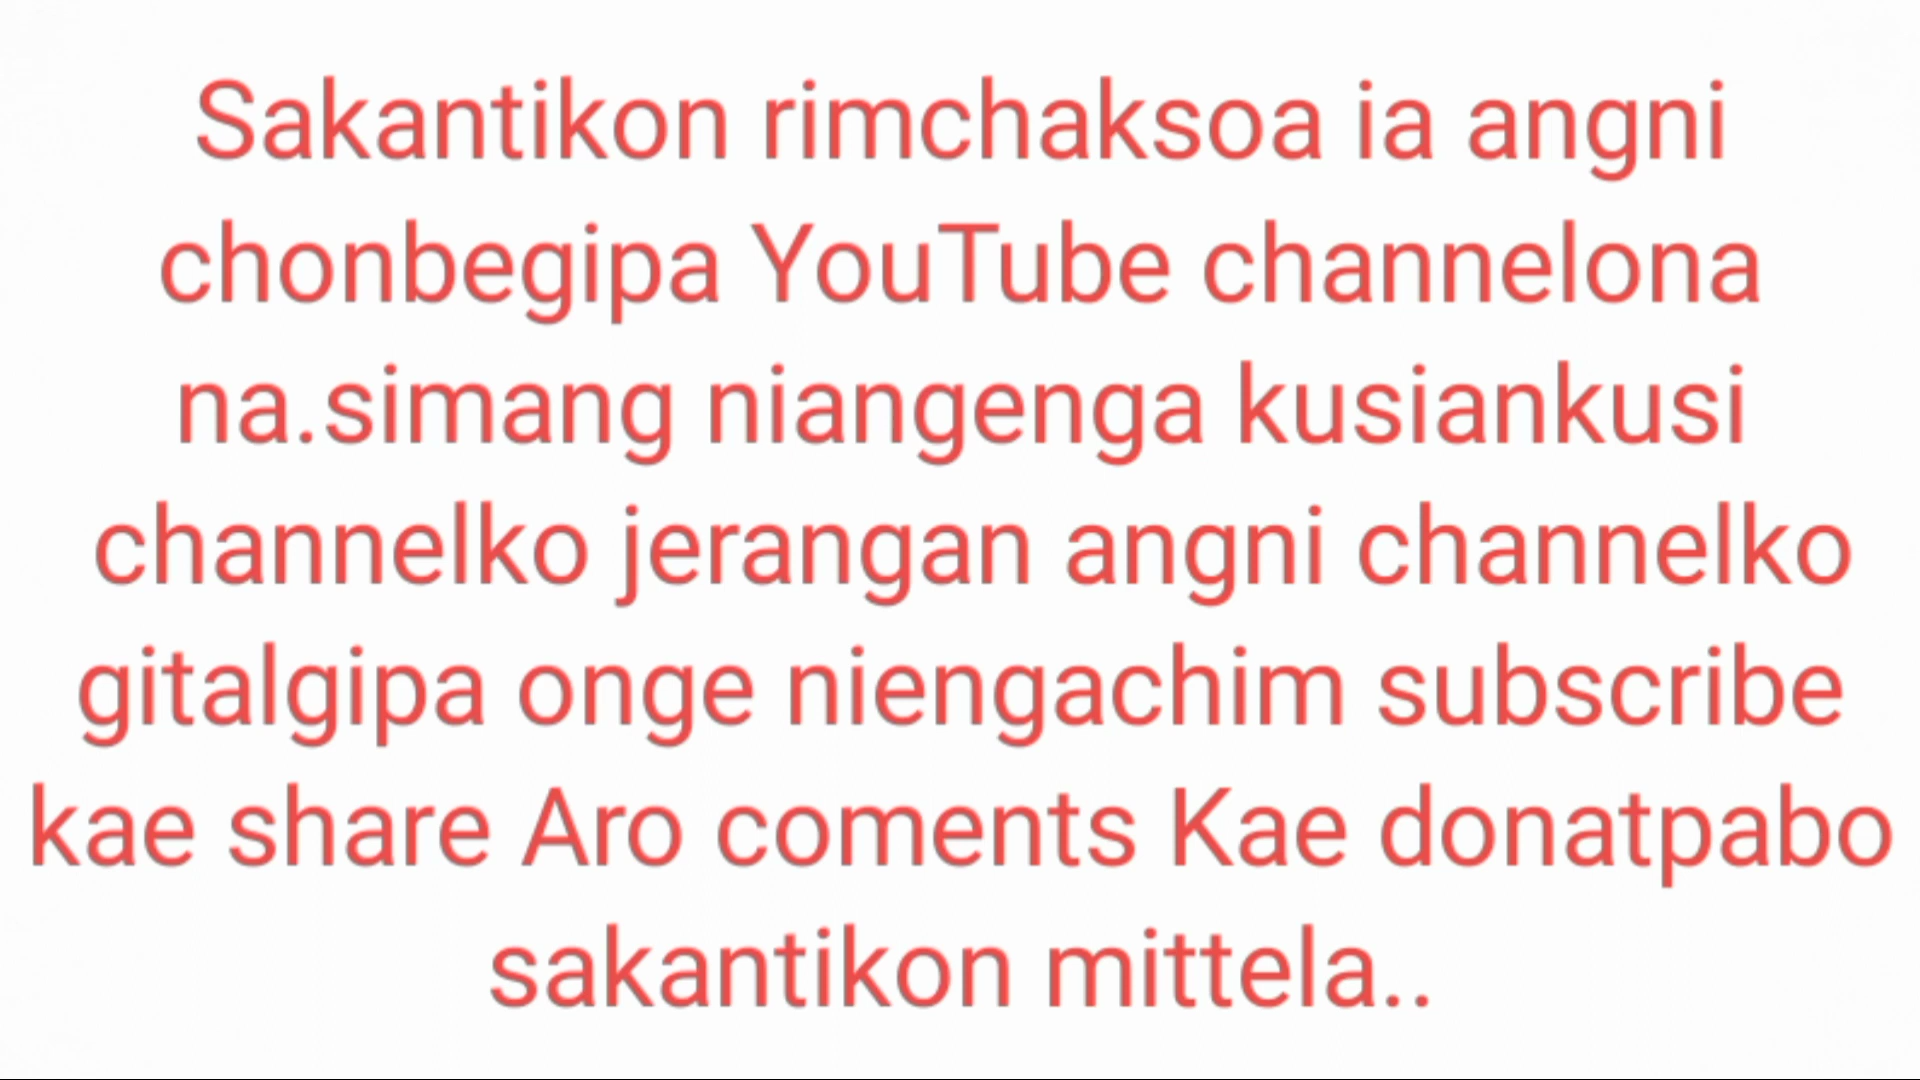 Sakantikon rimchaksoa ia angni
chonbegipa YouTube channelona
na.simang niangenga kusiankusi
channelko jerangan angni channelko
gitalgipa onge niengachim subscribe
kae share Aro coments Kae donatpabo
sakantikon mittela..